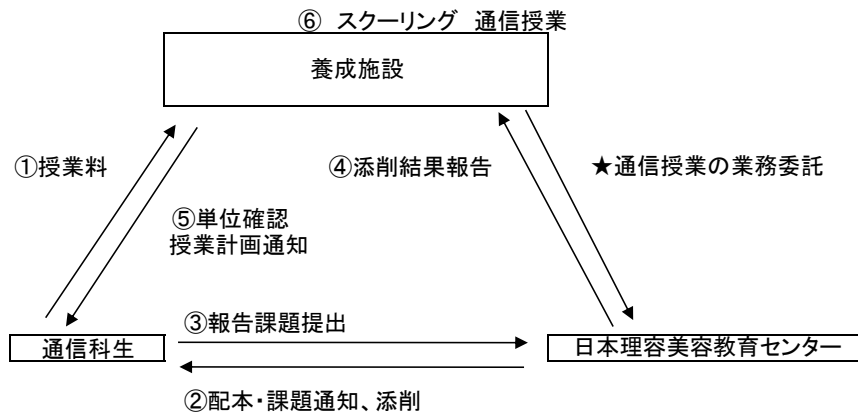 ⑥ スクーリング 通信授業
養成施設
①授業料
④添削結果報告
★通信授業の業務委託
⑤単位確認
授業計画通知
③報告課題提出
通信科生
日本理容美容教育センター
②配本・課題通知、添削